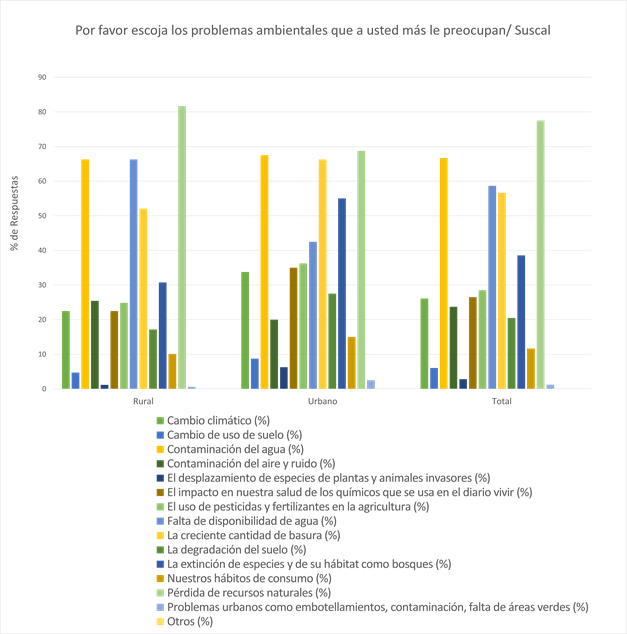 Por favor escoja los problemas ambientales que a usted más le preocupan/ Suscal
90
80
70
60
50
40
30
20
10
0
% de Respuestas
Rural Urbano Total
Cambio climático (%)
Cambio de uso de suelo (%)
Contaminación del agua (%)
Contaminación del aire y ruido (%)
El desplazamiento de especies de plantas y animales invasores (%)
El impacto en nuestra salud de los químicos que se usa en el diario vivir (%)
El uso de pesticidas y fertilizantes en la agricultura (%)
Falta de disponibilidad de agua (%)
La creciente cantidad de basura (%)
La degradación del suelo (%)
La extinción de especies y de su hábitat como bosques (%)
Nuestros hábitos de consumo (%)
Pérdida de recursos naturales (%)
Problemas urbanos como embotellamientos, contaminación, falta de áreas verdes (%)
Otros (%)